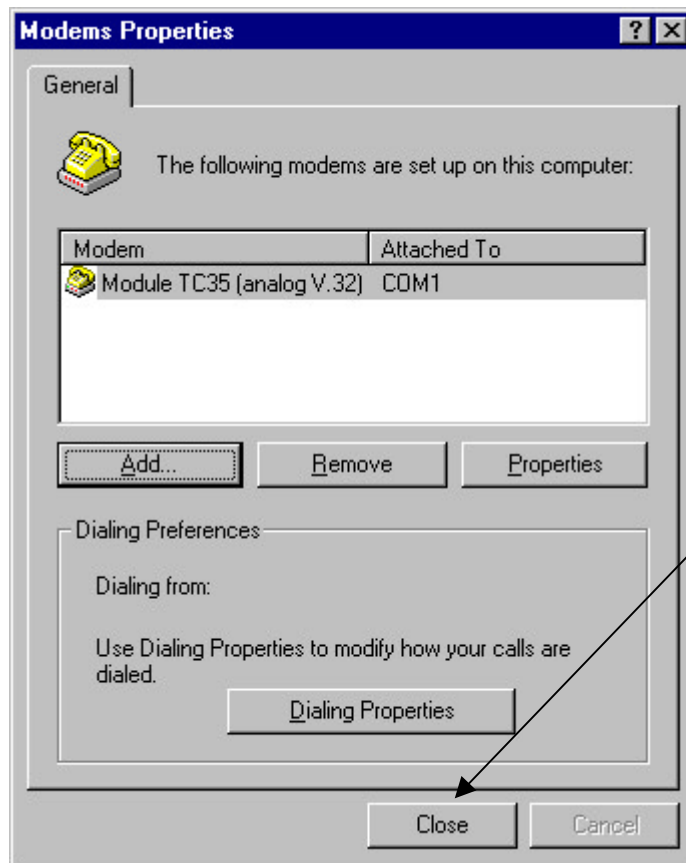 Modems Properties
General
The following modems are set up on this computer:
Modem Attached To
Module TC35 (analog V.32) COM1
Add... Remove Properties
Dialing Preferences
Dialing from:
Use Dialing Properties to modify how your calls are
dialed.
Dialing Properties
Close Cancel